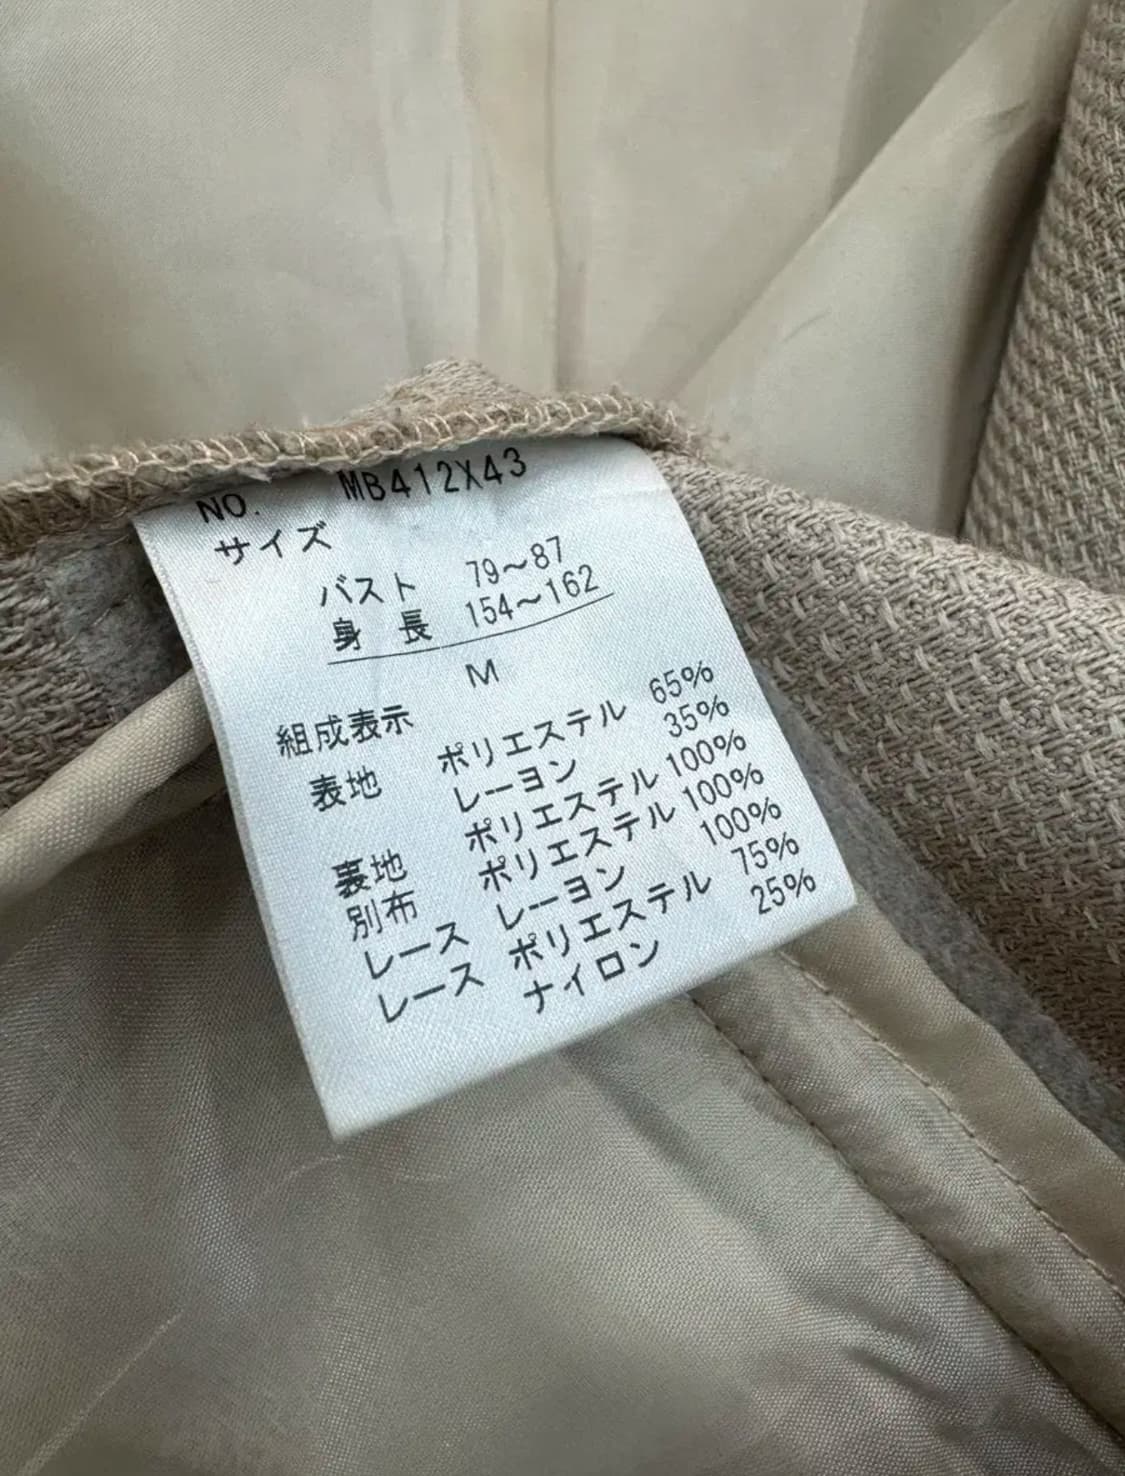 NO. MB412X43
サイズ
バスト 79～87
身 長 154～162
M
組成表示
表地 ポリエステル 65%
レーヨン 35%
裏地 ポリエステル 100%
別布 ポリエステル 100%
レース レーヨン 100%
レース ポリエステル 75%
ナイロン 25%